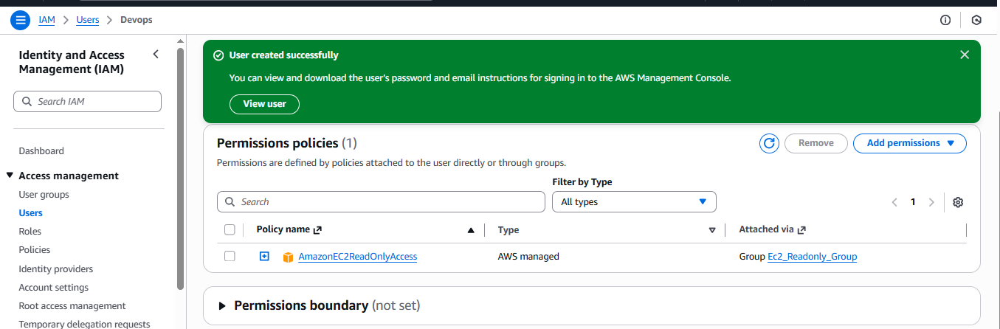 IAM > Users > Devops
Identity and Access
Management (IAM)
Search IAM
Dashboard
Access management
User groups
Users
Roles
Policies
Identity providers
Account settings
Root access management
Temporary delegation requests
User created successfully
You can view and download the user's password and email instructions for signing in to the AWS Management Console.
View user
Permissions policies (1)
Remove
Add permissions
Permissions are defined by policies attached to the user directly or through groups.
Filter by Type
Search
All types
1
Policy name
Type
Attached via
AmazonEC2ReadOnlyAccess
AWS managed
Group Ec2_Readonly_Group
Permissions boundary (not set)